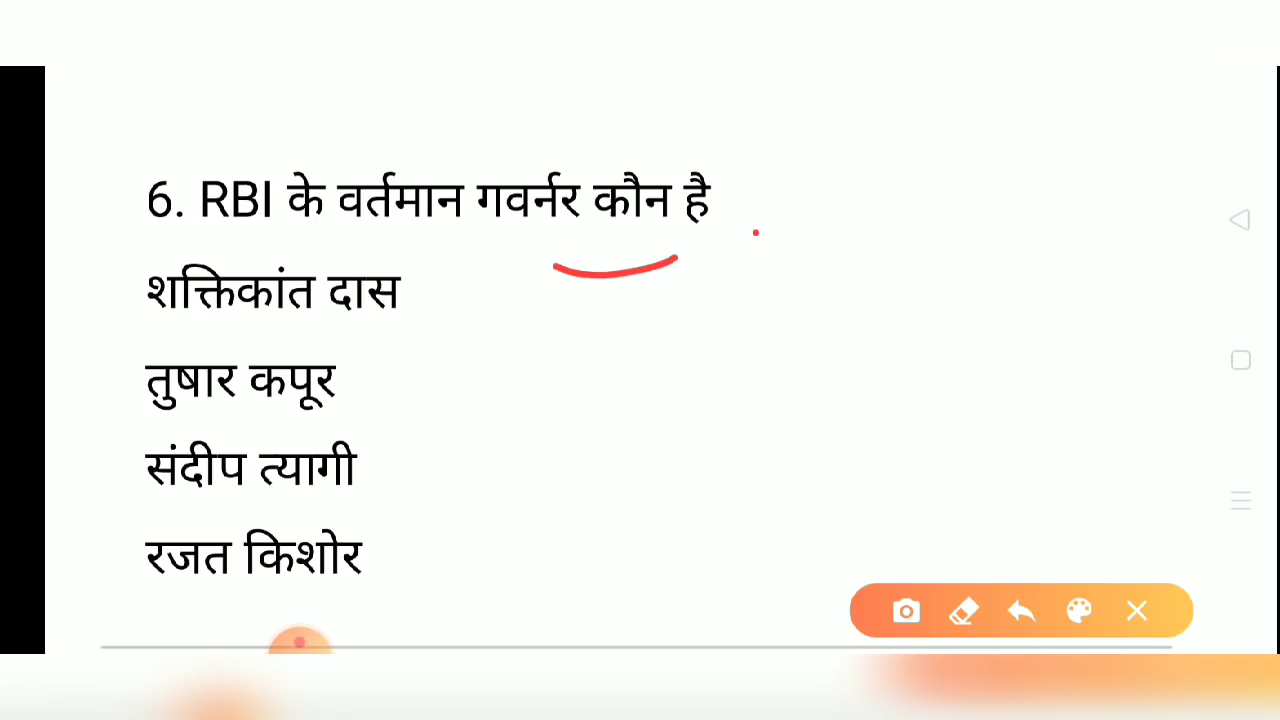 6. RBI के वर्तमान गवर्नर कौन है
शक्तिकांत दास
तुषार कपूर
संदीप त्यागी
रजत किशोर